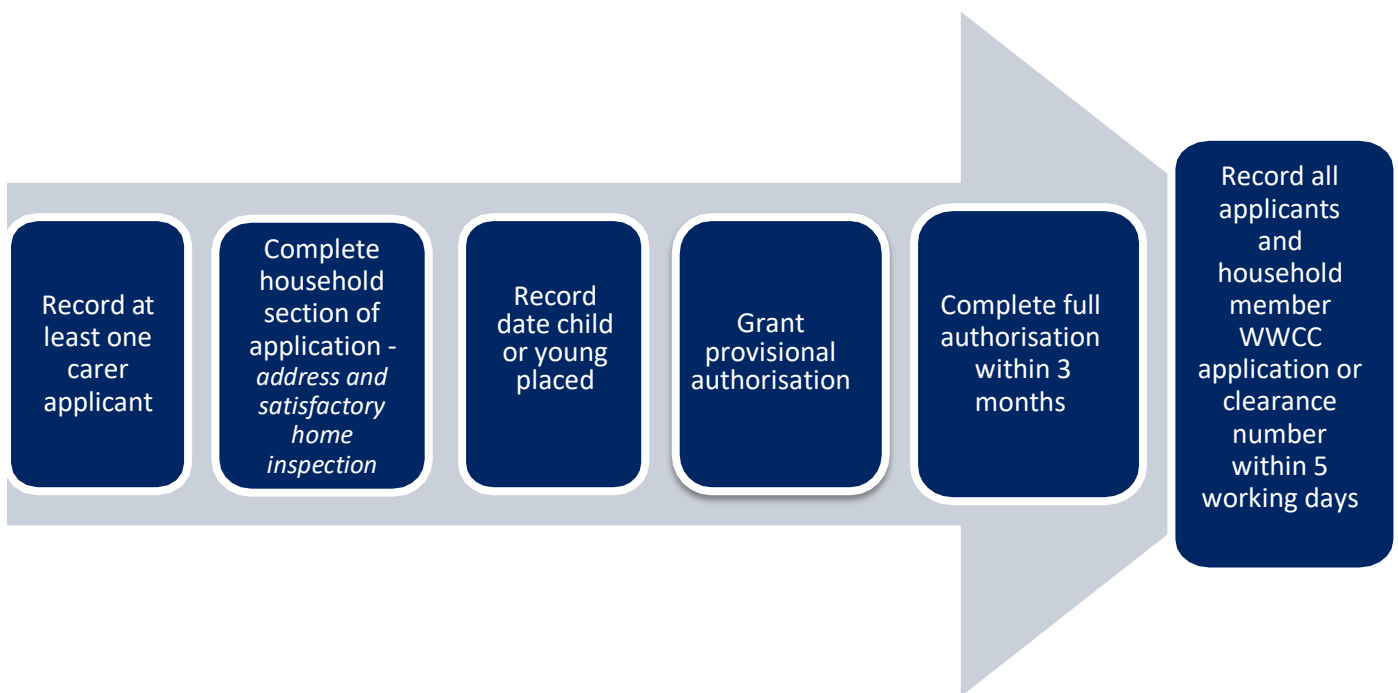 Record at
least one
carer
applicant
Complete
household
section of
application -
address and
satisfactory
home
inspection
Record
date child
or young
placed
Grant
provisional
authorisation
Complete full
authorisation
within 3
months
Record all
applicants
and
household
member
WWCC
application or
clearance
number
within 5
working days